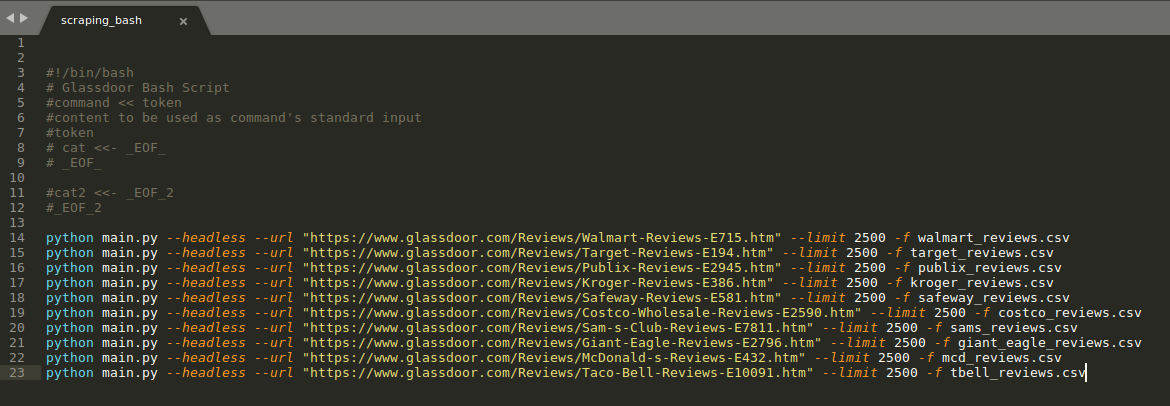 scraping_bash ×
1
2
3 #!/bin/bash
4 # Glassdoor Bash Script
5 #command << token
6 #content to be used as command's standard input
7 #token
8 # cat <<- _EOF_
9 # _EOF_
10
11 #cat2 <<- _EOF_2
12 #_EOF_2
13
14 python main.py --headless --url "https://www.glassdoor.com/Reviews/Walmart-Reviews-E715.htm" --limit 2500 -f walmart_reviews.csv
15 python main.py --headless --url "https://www.glassdoor.com/Reviews/Target-Reviews-E194.htm" --limit 2500 -f target_reviews.csv
16 python main.py --headless --url "https://www.glassdoor.com/Reviews/Publix-Reviews-E2945.htm" --limit 2500 -f publix_reviews.csv
17 python main.py --headless --url "https://www.glassdoor.com/Reviews/Kroger-Reviews-E386.htm" --limit 2500 -f kroger_reviews.csv
18 python main.py --headless --url "https://www.glassdoor.com/Reviews/Safeway-Reviews-E581.htm" --limit 2500 -f safeway_reviews.csv
19 python main.py --headless --url "https://www.glassdoor.com/Reviews/Costco-Wholesale-Reviews-E2590.htm" --limit 2500 -f costco_reviews.csv
20 python main.py --headless --url "https://www.glassdoor.com/Reviews/Sam-s-Club-Reviews-E7811.htm" --limit 2500 -f sams_reviews.csv
21 python main.py --headless --url "https://www.glassdoor.com/Reviews/Giant-Eagle-Reviews-E2796.htm" --limit 2500 -f giant_eagle_reviews.csv
22 python main.py --headless --url "https://www.glassdoor.com/Reviews/McDonald-s-Reviews-E432.htm" --limit 2500 -f mcd_reviews.csv
23 python main.py --headless --url "https://www.glassdoor.com/Reviews/Taco-Bell-Reviews-E10091.htm" --limit 2500 -f tbell_reviews.csv